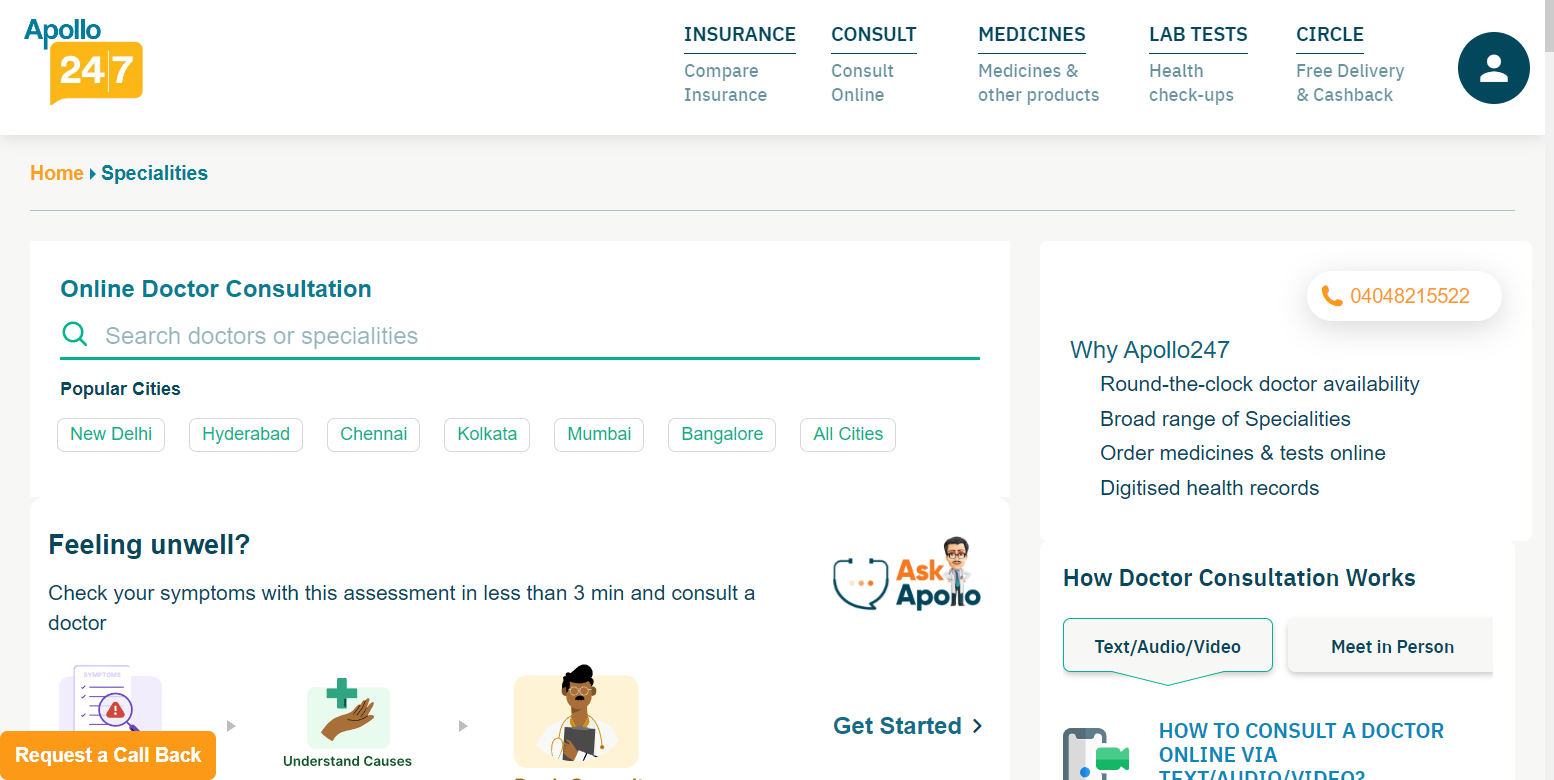 Apollo
24|7
INSURANCE
Compare
Insurance
CONSULT
Consult
Online
MEDICINES
Medicines &
other products
LAB TESTS
Health
check-ups
CIRCLE
Free Delivery
& Cashback
Home
Specialities
Online Doctor Consultation
Search doctors or specialities
Popular Cities
New Delhi
Hyderabad
Chennai
Kolkata
Mumbai
Bangalore
All Cities
Feeling unwell?
Check your symptoms with this assessment in less than 3 min and consult a
doctor
Ask
Apollo
SYMPTOMS
Understand Causes
Get Started
Request a Call Back
04048215522
Why Apollo247
Round-the-clock doctor availability
Broad range of Specialities
Order medicines & tests online
Digitised health records
How Doctor Consultation Works
Text/Audio/Video
Meet in Person
HOW TO CONSULT A DOCTOR
ONLINE VIA
TEXT/AUDIO/VIDEO?